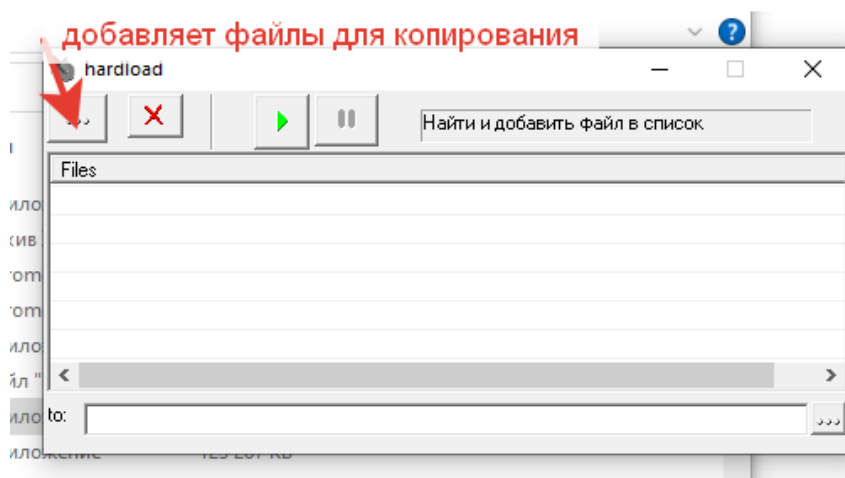 добавляет файлы для копирования
hardload
Найти и добавить файл в список
Files
to: